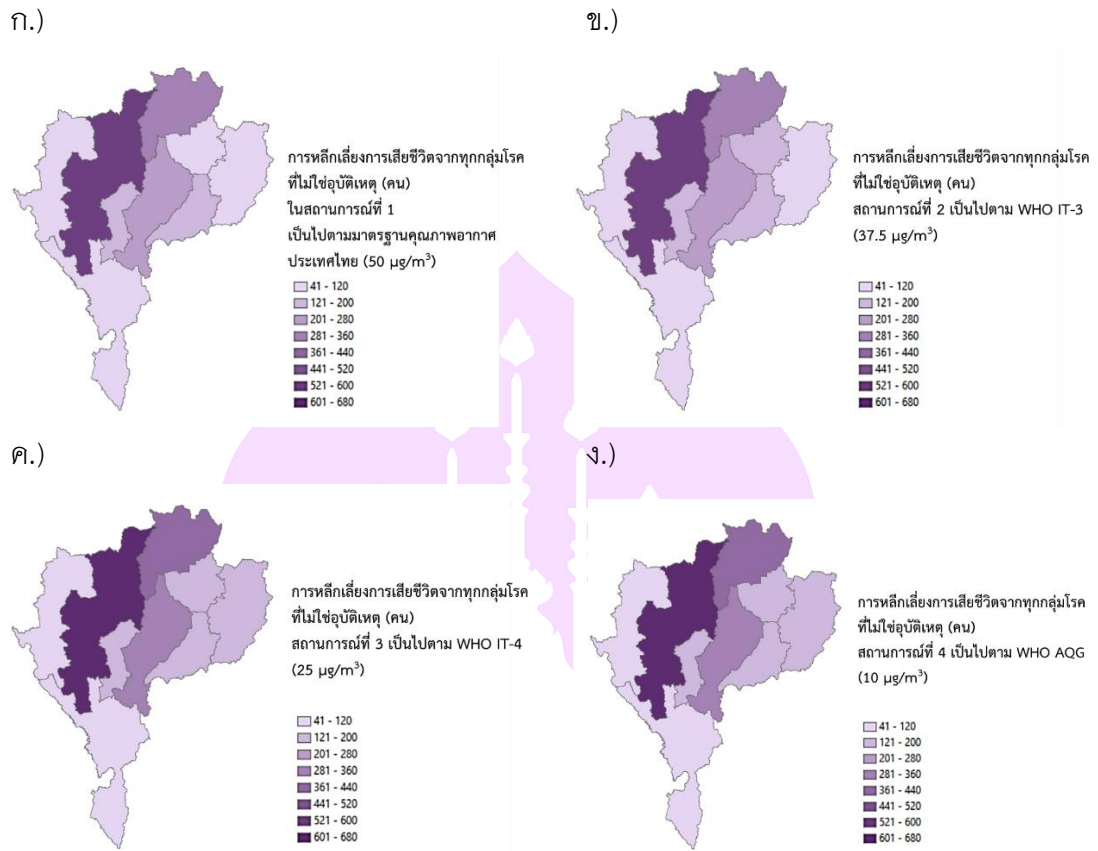 ก.)
การหลีกเลี่ยงการเสียชีวิตจากทุกกลุ่มโรค
ที่ไม่ใช่อุบัติเหตุ (คน)
ในสถานการณ์ที่ 1
เป็นไปตามมาตรฐานคุณภาพอากาศ
ประเทศไทย (50 µg/m³)
41 - 120
121 - 200
201 - 280
281 - 360
361 - 440
441 - 520
521 - 600
601 - 680
ข.)
การหลีกเลี่ยงการเสียชีวิตจากทุกกลุ่มโรค
ที่ไม่ใช่อุบัติเหตุ (คน)
สถานการณ์ที่ 2 เป็นไปตาม WHO IT-3
(37.5 µg/m³)
41 - 120
121 - 200
201 - 280
281 - 360
361 - 440
441 - 520
521 - 600
601 - 680
ค.)
การหลีกเลี่ยงการเสียชีวิตจากทุกกลุ่มโรค
ที่ไม่ใช่อุบัติเหตุ (คน)
สถานการณ์ที่ 3 เป็นไปตาม WHO IT-4
(25 µg/m³)
41 - 120
121 - 200
201 - 280
281 - 360
361 - 440
441 - 520
521 - 600
601 - 680
ง.)
การหลีกเลี่ยงการเสียชีวิตจากทุกกลุ่มโรค
ที่ไม่ใช่อุบัติเหตุ (คน)
สถานการณ์ที่ 4 เป็นไปตาม WHO AQG
(10 µg/m³)
41 - 120
121 - 200
201 - 280
281 - 360
361 - 440
441 - 520
521 - 600
601 - 680